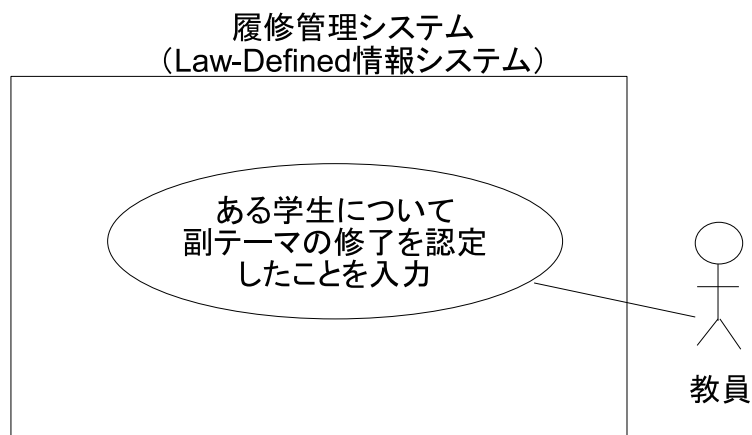 履修管理システム
（Law-Defined情報システム）
ある学生について
副テーマの修了を認定
したことを入力
教員